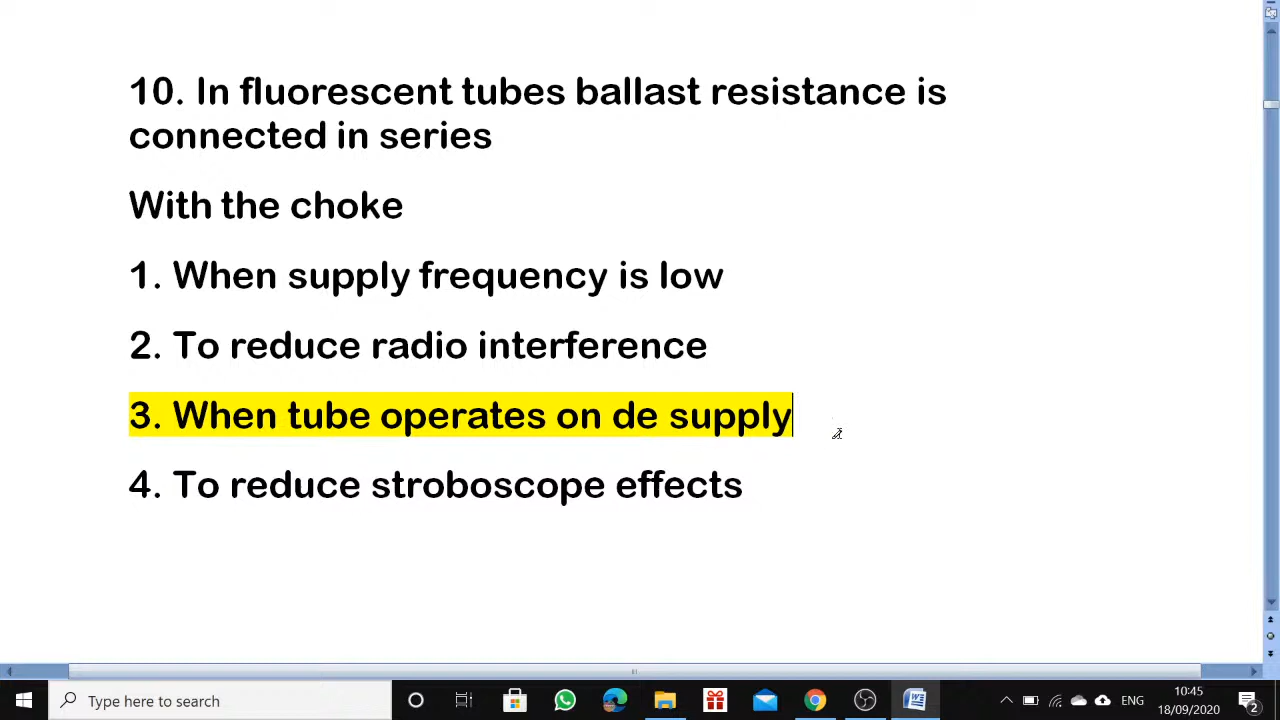 10. In fluorescent tubes ballast resistance is
connected in series
With the choke
1. When supply frequency is low
2. To reduce radio interference
3. When tube operates on de supply
4. To reduce stroboscope effects
Type here to search
ENG
10:45
18/09/2020
2